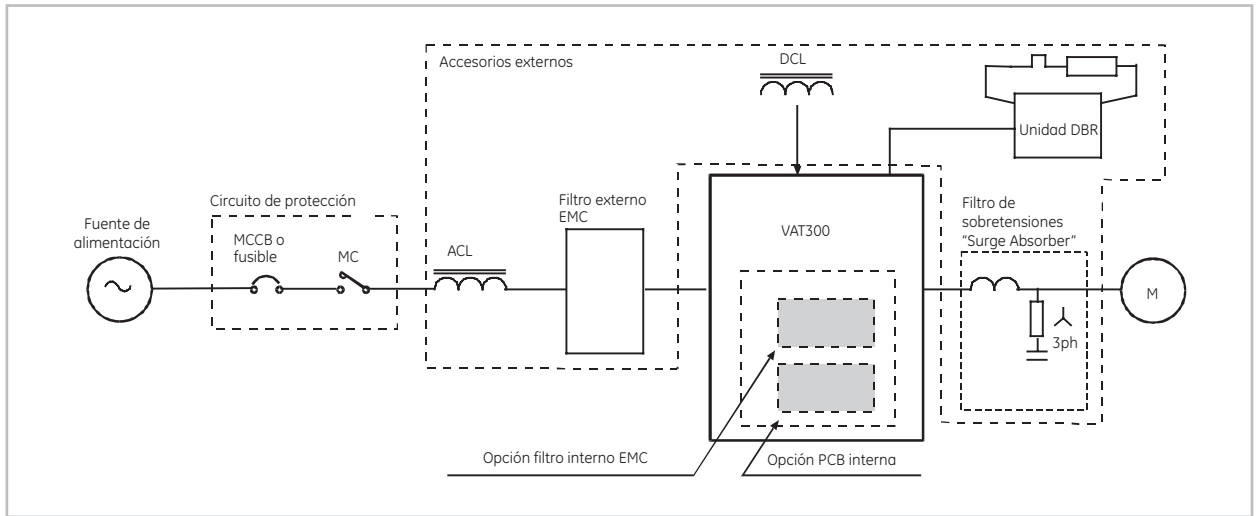 Accesorios externos
DCL
Unidad DBR
Circuito de protección
Filtro externo
EMC
Filtro de
sobretensiones
“Surge Absorber“
Fuente de
alimentación
MCCB o
fusible
MC
ACL
VAT300
M
3ph
Opción filtro interno EMC
Opción PCB interna